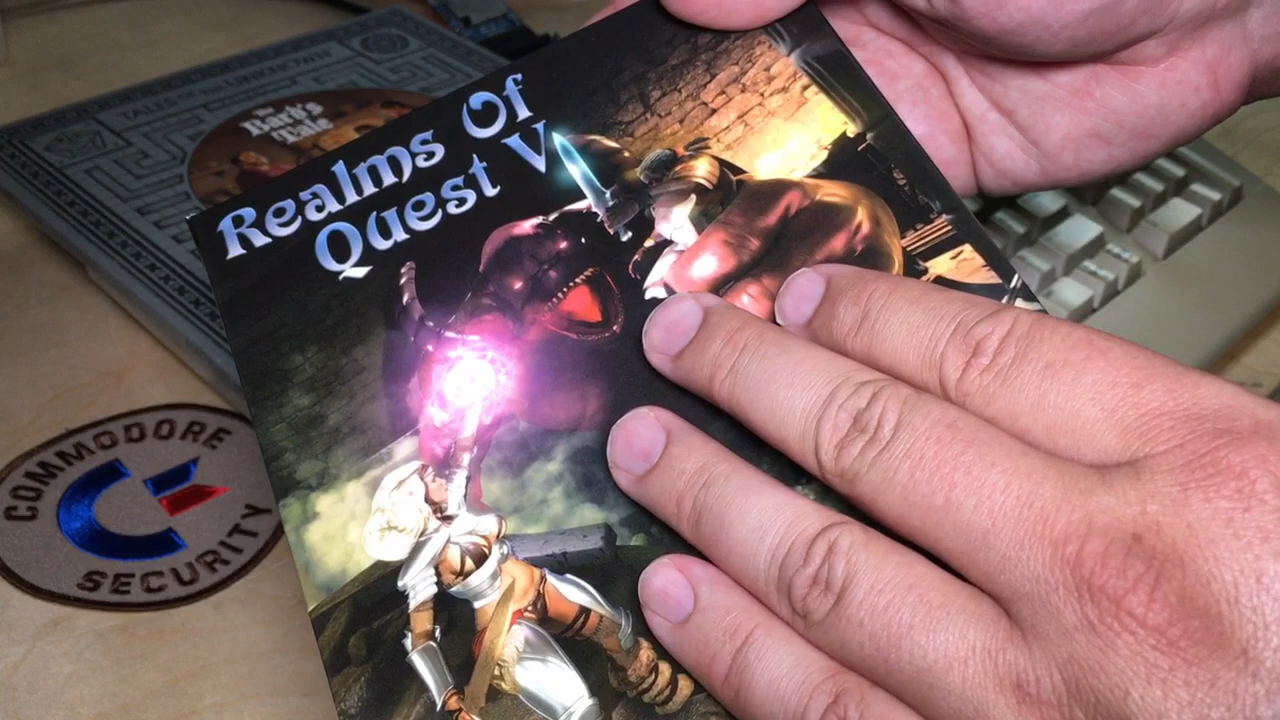 TALES OF THE UNKNOWN
The
Bard's
Tale
Realms Of
Quest V
COMMODORE
SECURITY